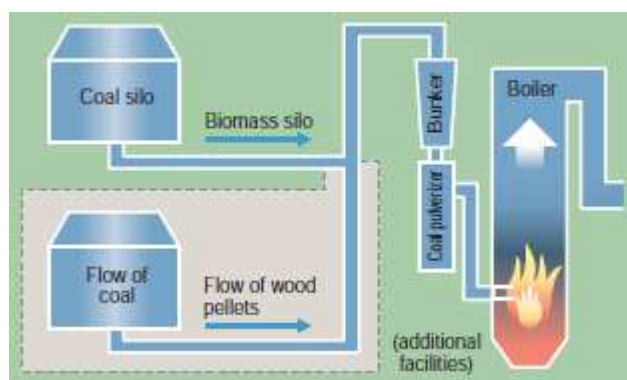 Coal silo
Biomass silo
Bunker
Boiler
Coal pulverizer
Flow of
coal
Flow of wood
pellets
(additional
facilities)